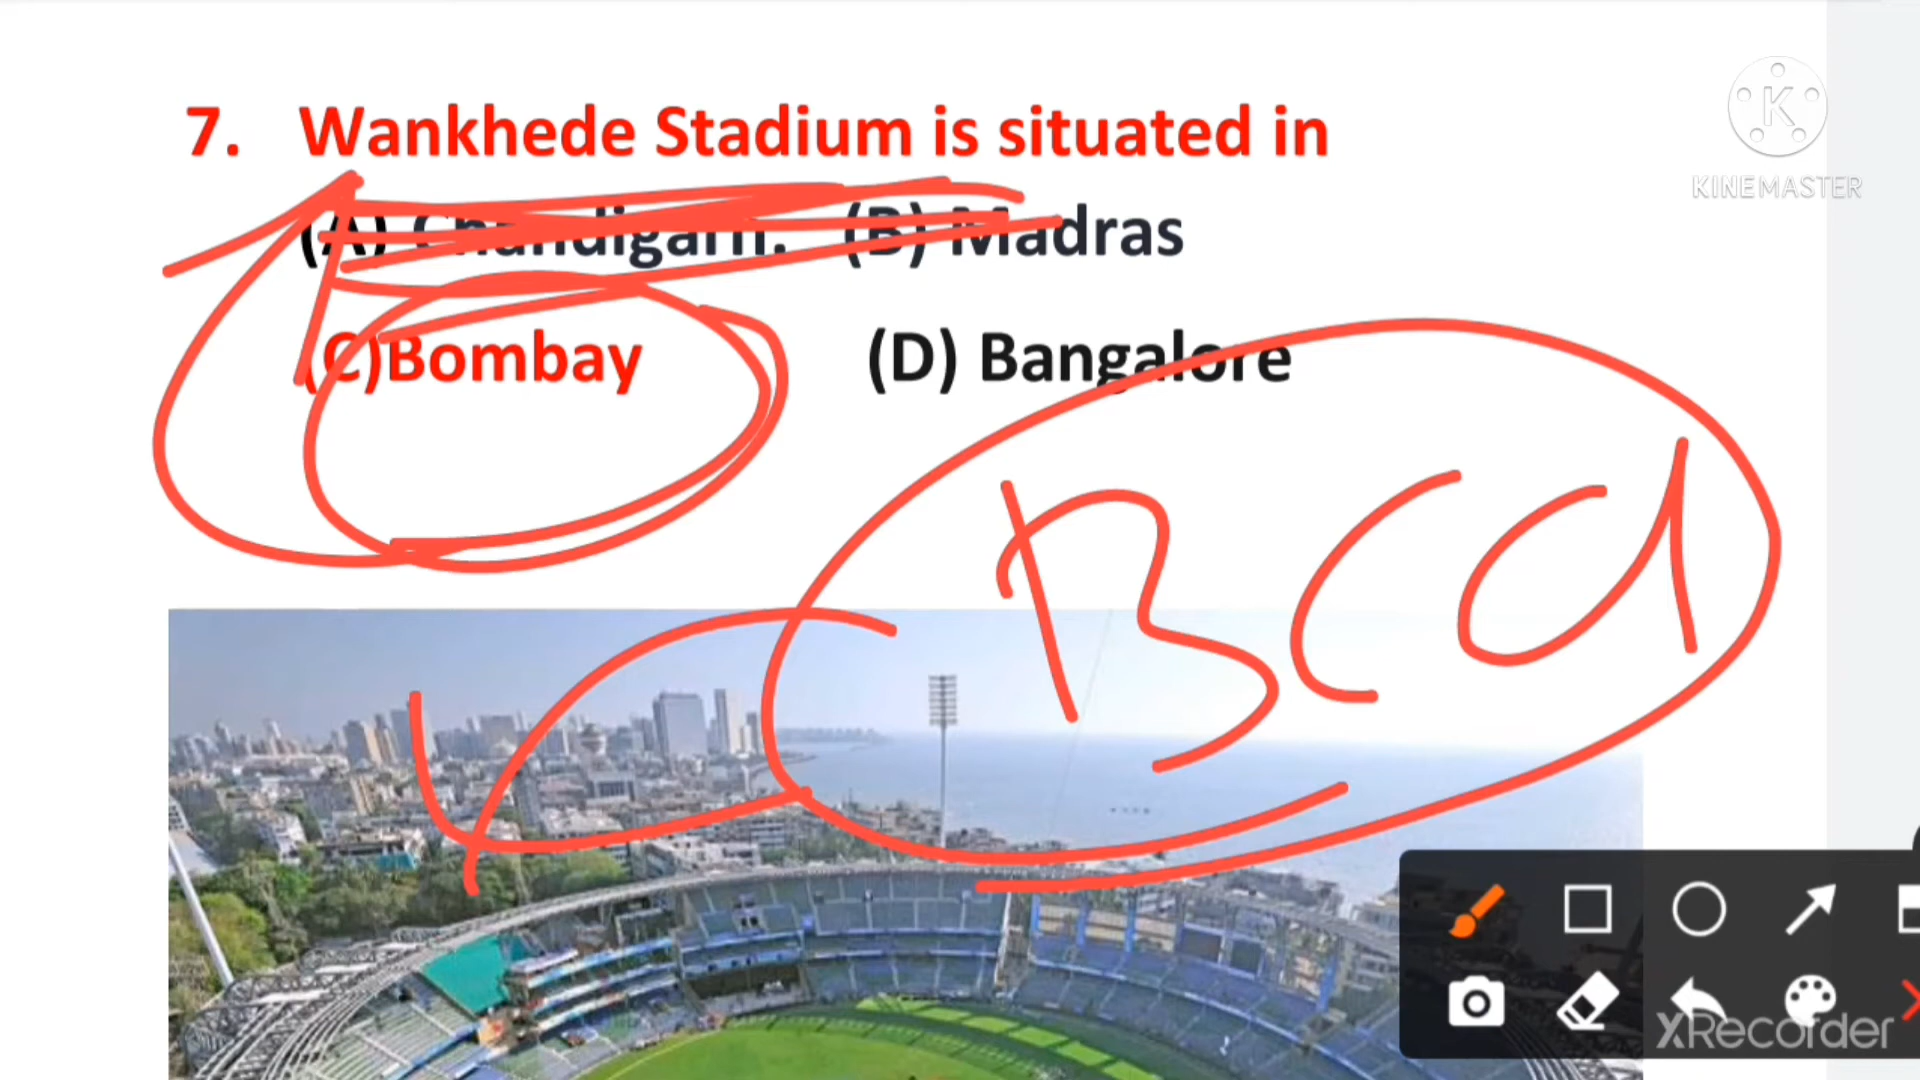 7. Wankhede Stadium is situated in
(A) Chandigarh. (B) Madras
(C)Bombay (D) Bangalore
BCCI
K
KINEMASTER
XRecorder